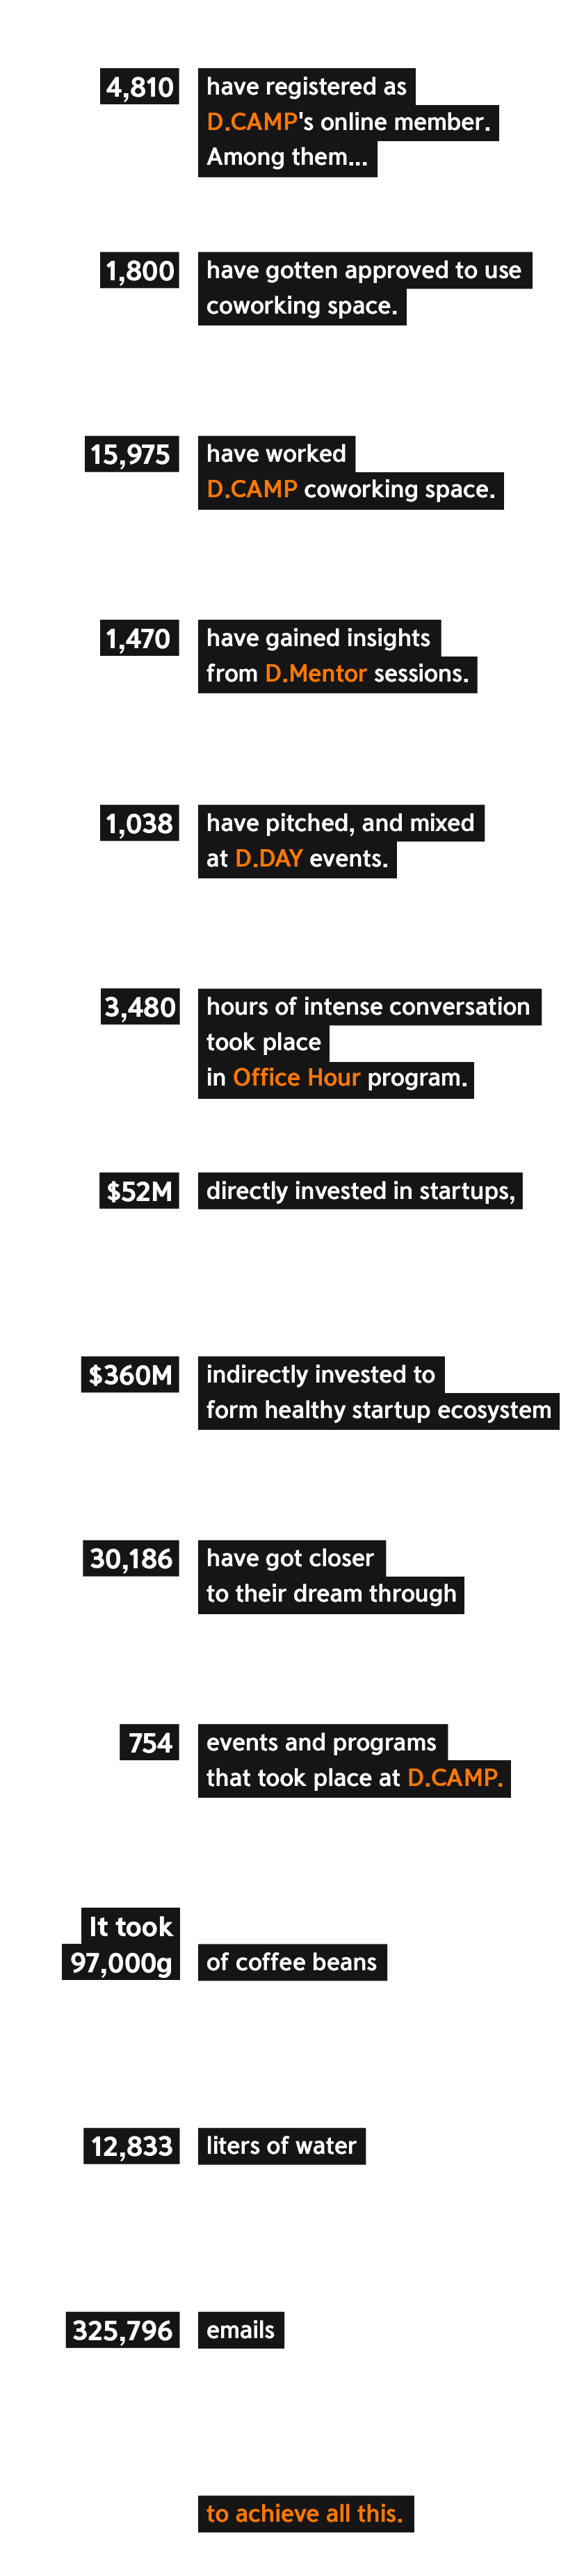 4,810 have registered as
D.CAMP's online member.
Among them...
1,800 have gotten approved to use
coworking space.
15,975 have worked
D.CAMP coworking space.
1,470 have gained insights
from D.Mentor sessions.
1,038 have pitched, and mixed
at D.DAY events.
3,480 hours of intense conversation
took place
in Office Hour program.
$52M directly invested in startups,
$360M indirectly invested to
form healthy startup ecosystem
30,186 have got closer
to their dream through
754 events and programs
that took place at D.CAMP.
It took
97,000g of coffee beans
12,833 liters of water
325,796 emails
to achieve all this.